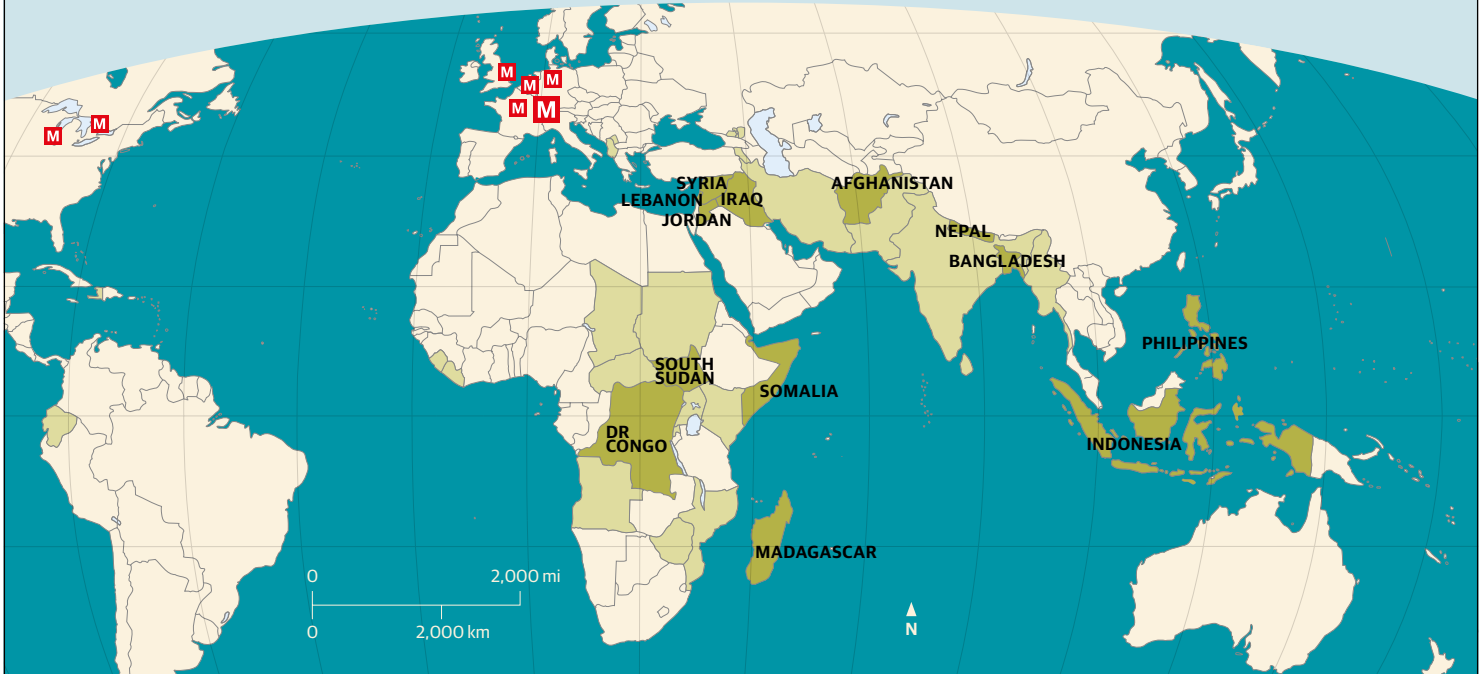 M
M
M
M
M
M
M
SYRIA
AFGHANISTAN
LEBANON
IRAQ
JORDAN
NEPAL
BANGLADESH
PHILIPPINES
SOUTH
SUDAN
SOMALIA
DR
CONGO
INDONESIA
MADAGASCAR
0
2,000 mi
0
2,000 km
N